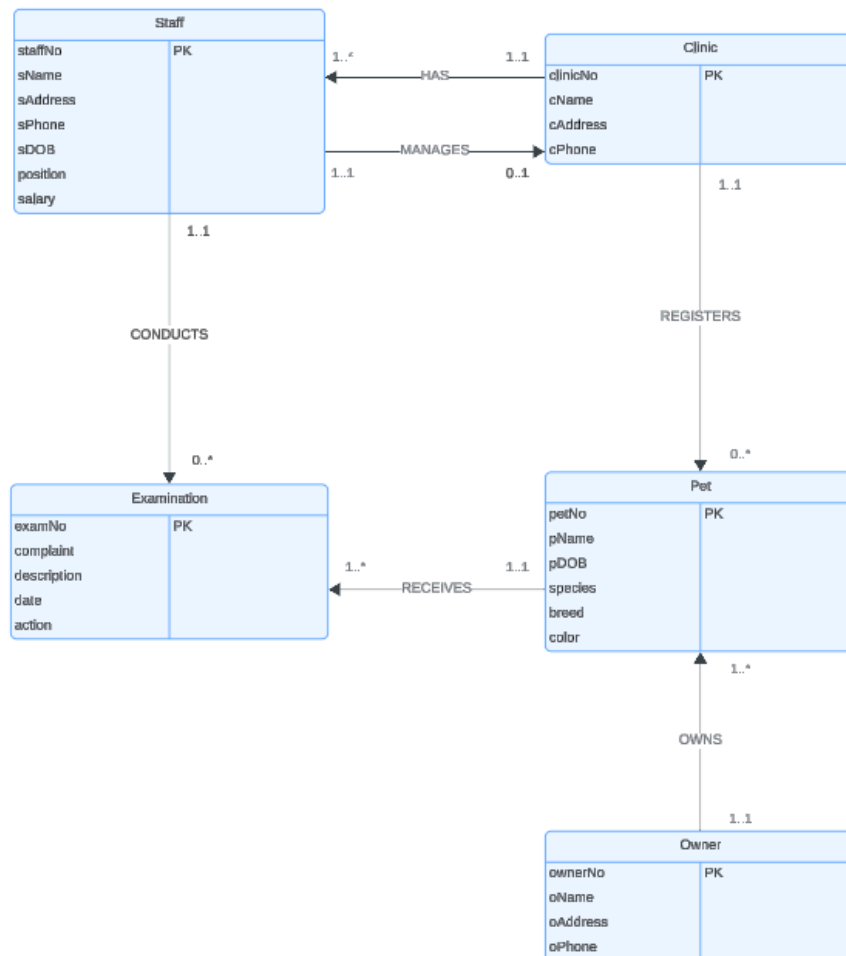 Staff
staffNo PK
sName
sAddress
sPhone
sDOB
position
salary
1..* 1..1
HAS
MANAGES
1..1 0..1
Clinic
clinicNo PK
cName
cAddress
cPhone
1..1
CONDUCTS
0..*
1..1
REGISTERS
0..*
Examination
examNo PK
complaint
description
date
action
1..* 1..1
RECEIVES
Pet
petNo PK
pName
pDOB
species
breed
color
1..*
OWNS
1..1
Owner
ownerNo PK
oName
oAddress
oPhone